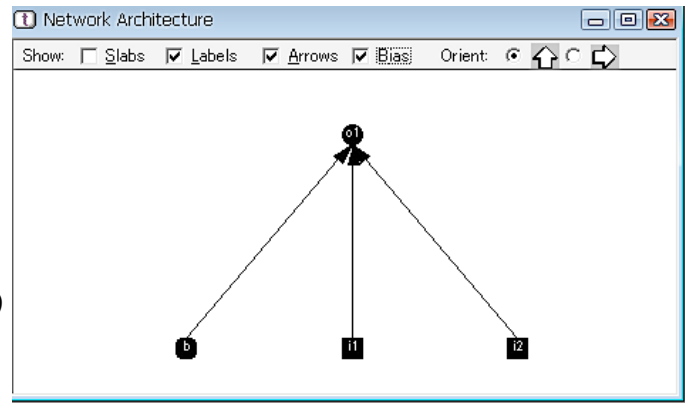 t Network Architecture
Show: Slabs Labels Arrows Bias Orient:
o1
)
b i1 i2